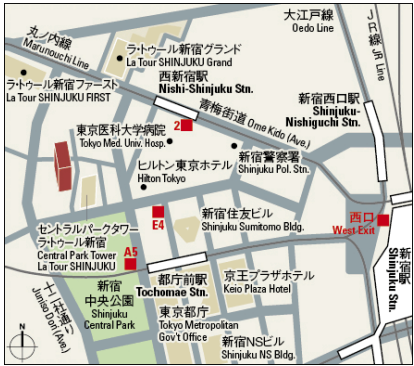 丸ノ内線
Marunouchi Line
ラ・トゥール新宿グランド
La Tour SHINJUKU Grand
大江戸線
Oedo Line
JR線 JR Line
ラ・トゥール新宿ファースト
La Tour SHINJUKU FIRST
西新宿駅
Nishi-Shinjuku Stn.
青梅街道 Ome Kido (Ave.)
新宿西口駅
Shinjuku-
Nishiguchi Stn.
2
東京医科大学病院
Tokyo Med. Univ. Hosp.
新宿警察署
Shinjuku Pol. Stn.
ヒルトン東京ホテル
Hilton Tokyo
E4
新宿住友ビル
Shinjuku Sumitomo Bldg.
西口
West Exit
セントラルパークタワー
ラ・トゥール新宿
Central Park Tower
La Tour SHINJUKU
A5
新宿駅
Shinjuku Stn.
都庁前駅
Tochomae Stn.
京王プラザホテル
Keio Plaza Hotel
十二社通り
Juniso Dori (Ave.)
新宿
中央公園
Shinjuku
Central Park
東京都庁
Tokyo Metropolitan
Gov't Office
新宿NSビル
Shinjuku NS Bldg.
N